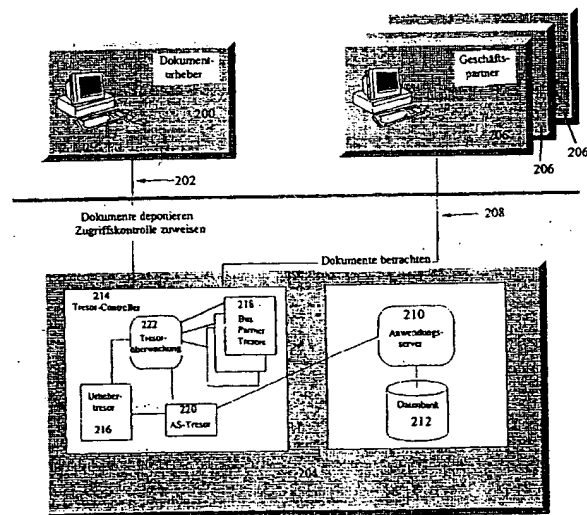 Dokument-
urheber
200
Geschäfts-
partner
206
206
206
202
208
Dokumente deponieren
Zugriffskontrolle zuweisen
Dokumente betrachten
214
Tresor-Controller
222
Tresor-
überwachung
218
Bus.
Partner
Tresore
Urheber-
tresor
216
220
AS-Tresor
210
Anwendungs-
server
Datenbank
212
204